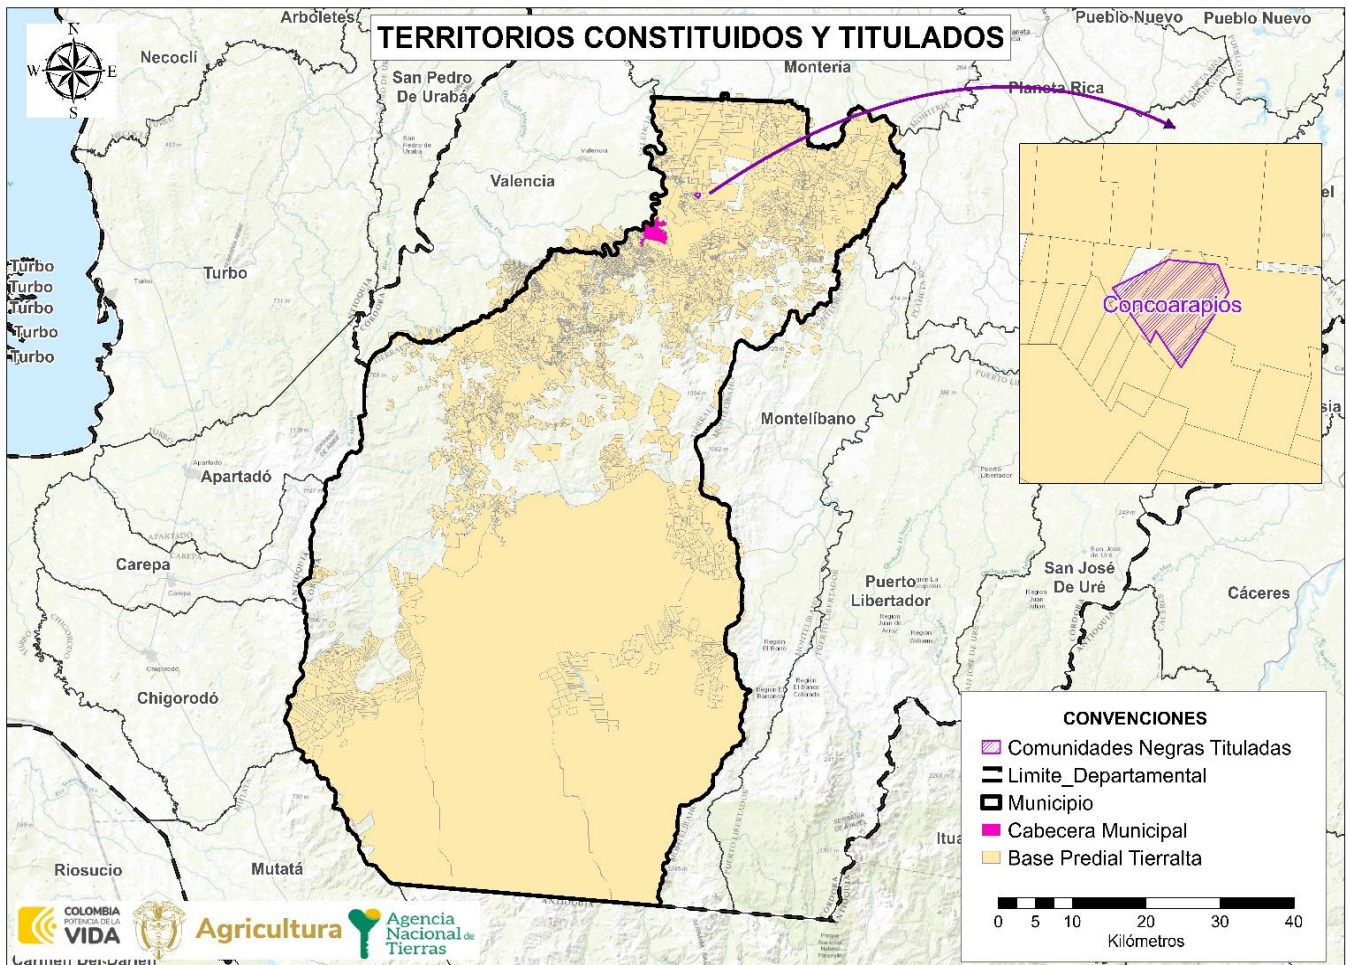 TERRITORIOS CONSTITUIDOS Y TITULADOS
N
W
E
S
Arboletes
Necoclí
San Pedro
De Urabá
Montería
Pueblo Nuevo
Pueblo Nuevo
Planeta Rica
Valencia
Turbo
Turbo
Turbo
Turbo
Turbo
Turbo
Concoarapios
Montelíbano
Apartadó
Carepa
Chigorodó
Puerto
Libertador
San José
De Uré
Cáceres
Riosucio
Mutatá
Itua
Carmen Del Darien
CONVENCIONES
Comunidades Negras Tituladas
Limite_Departamental
Municipio
Cabecera Municipal
Base Predial Tierralta
0 5 10 20 30 40
Kilómetros
COLOMBIA
POTENCIA DE LA
VIDA
Agricultura
Agencia
Nacional de
Tierras